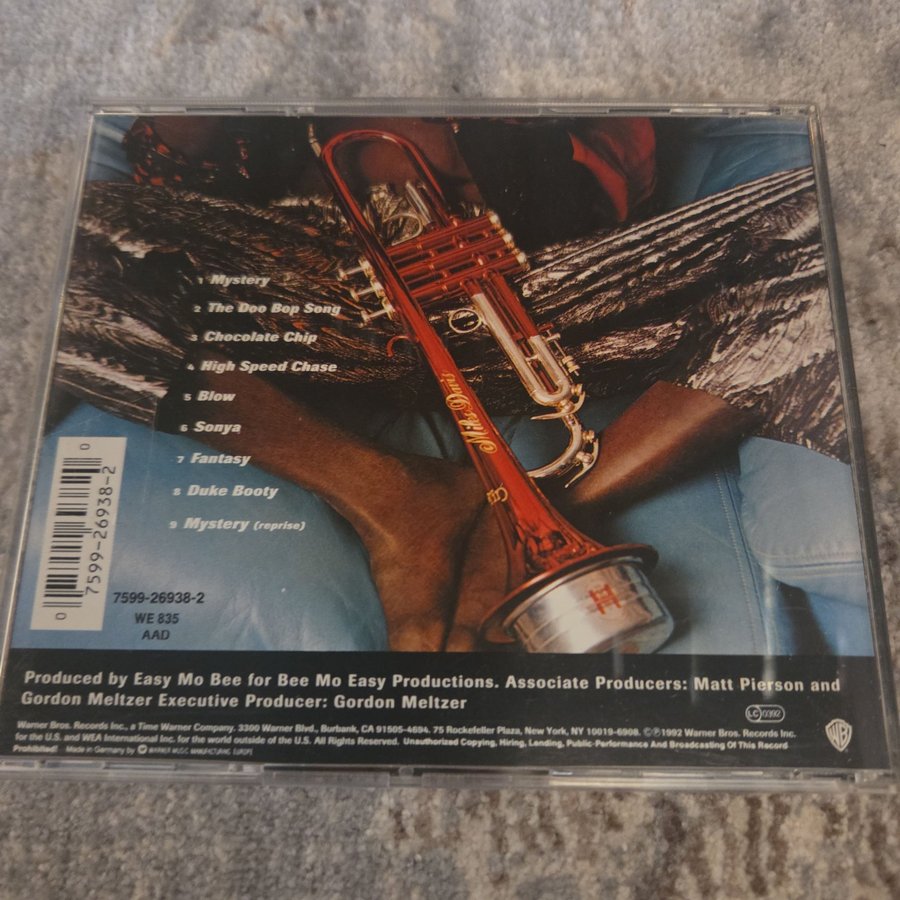 1 Mystery
2 The Doo Bop Song
3 Chocolate Chip
4 High Speed Chase
5 Blow
6 Sonya
7 Fantasy
8 Duke Booty
9 Mystery (reprise)
Miles Davis
0 7599-26938-2 0
7599-26938-2
WE 835
AAD
Produced by Easy Mo Bee for Bee Mo Easy Productions. Associate Producers: Matt Pierson and
Gordon Meltzer Executive Producer: Gordon Meltzer
LC 0392
Warner Bros. Records Inc., a Time Warner Company, 3300 Warner Blvd., Burbank, CA 91505-4694. 75 Rockefeller Plaza, New York, NY 10019-6908. ©℗1992 Warner Bros. Records Inc.
for the U.S. and WEA International Inc. for the world outside of the U.S. All Rights Reserved. Unauthorized Copying, Hiring, Lending, Public-Performance And Broadcasting Of This Record
Prohibited! Made in Germany by WARNER MUSIC MANUFACTURING EUROPE
WB